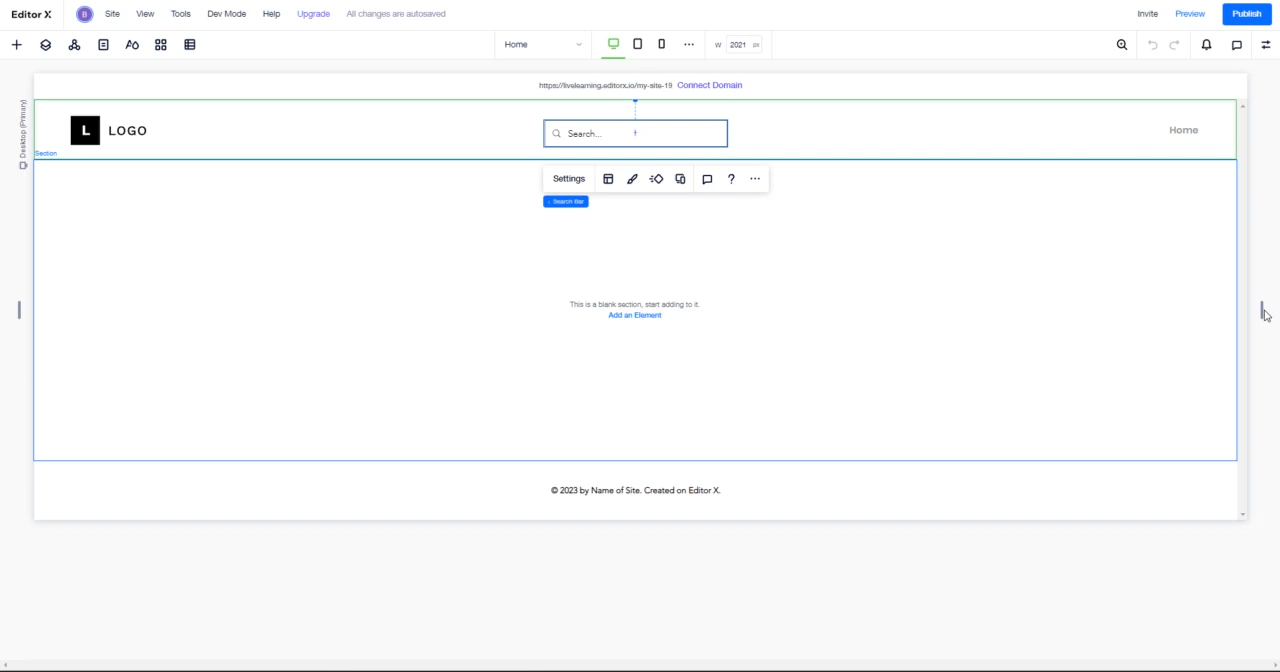 Editor X
B
Site
View
Tools
Dev Mode
Help
Upgrade
All changes are autosaved
Invite
Preview
Publish
Home
W
2021
px
https://livelearning.editorx.io/my-site-19 Connect Domain
Desktop (Primary)
L
LOGO
Search...
Home
Section
Settings
?
Search Bar
This is a blank section, start adding to it.
Add an Element
© 2023 by Name of Site. Created on Editor X.